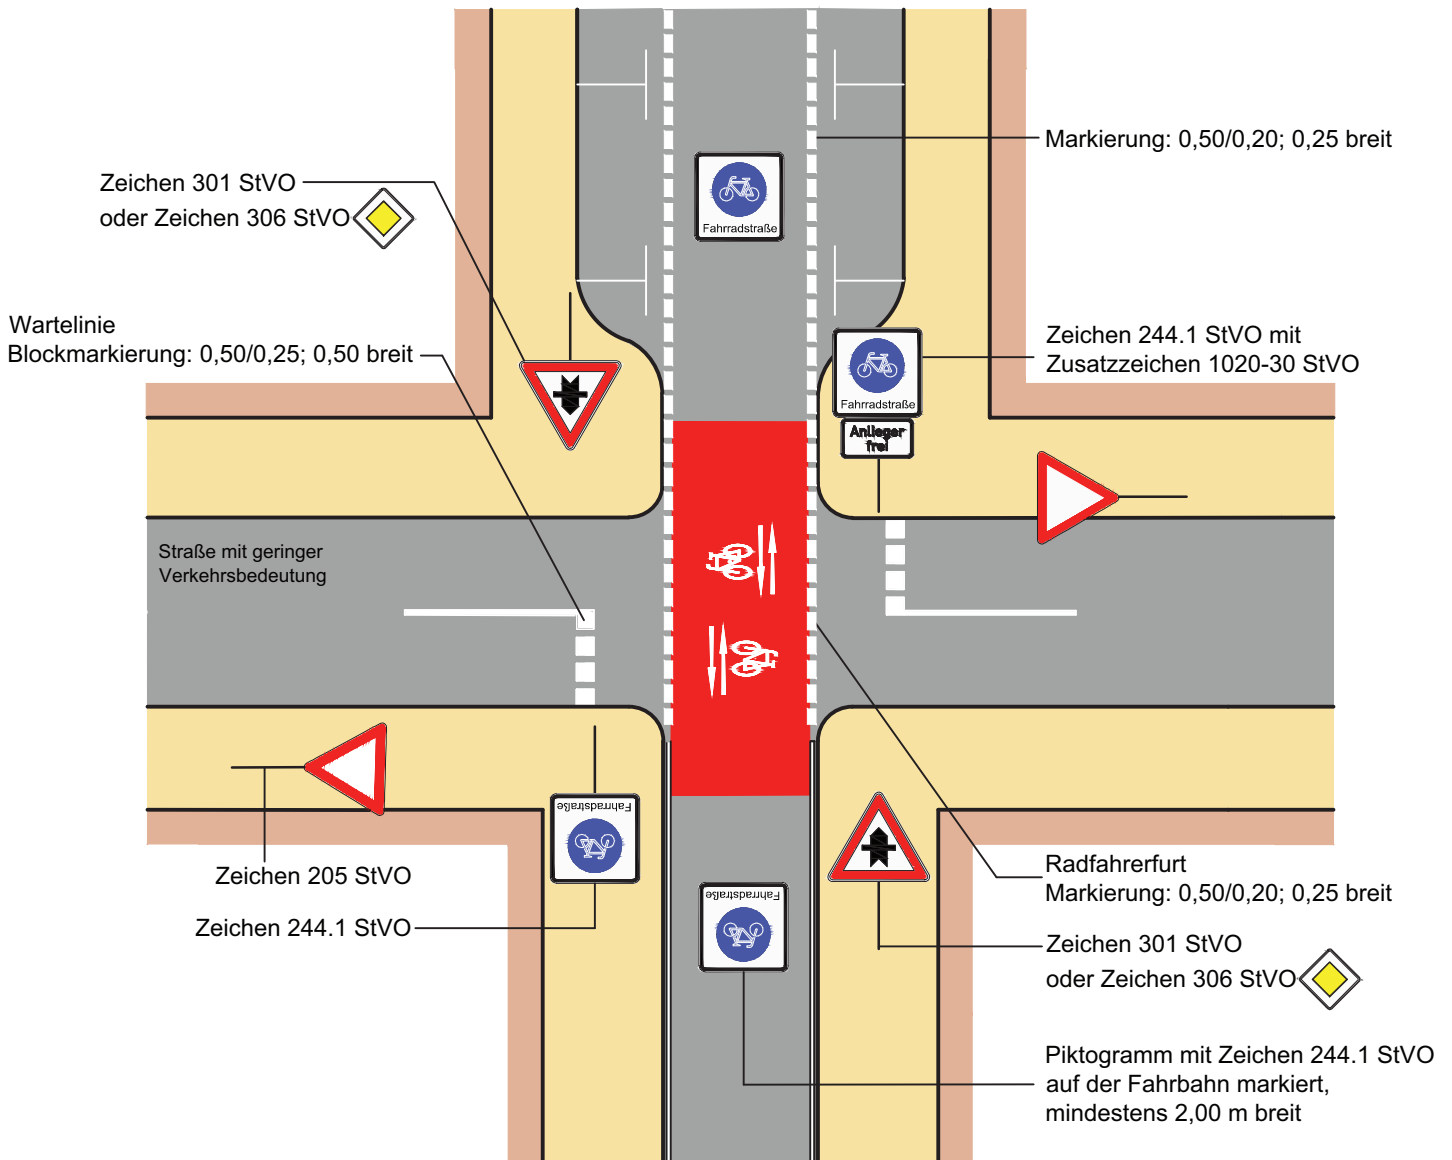 Markierung: 0,50/0,20; 0,25 breit
Zeichen 301 StVO
oder Zeichen 306 StVO
Fahrradstraße
Wartelinie
Blockmarkierung: 0,50/0,25; 0,50 breit
Zeichen 244.1 StVO mit
Zusatzzeichen 1020-30 StVO
Fahrradstraße
Anlieger
frei
Straße mit geringer
Verkehrsbedeutung
Fahrradstraße
Zeichen 205 StVO
Zeichen 244.1 StVO
Fahrradstraße
Radfahrerfurt
Markierung: 0,50/0,20; 0,25 breit
Zeichen 301 StVO
oder Zeichen 306 StVO
Piktogramm mit Zeichen 244.1 StVO
auf der Fahrbahn markiert,
mindestens 2,00 m breit